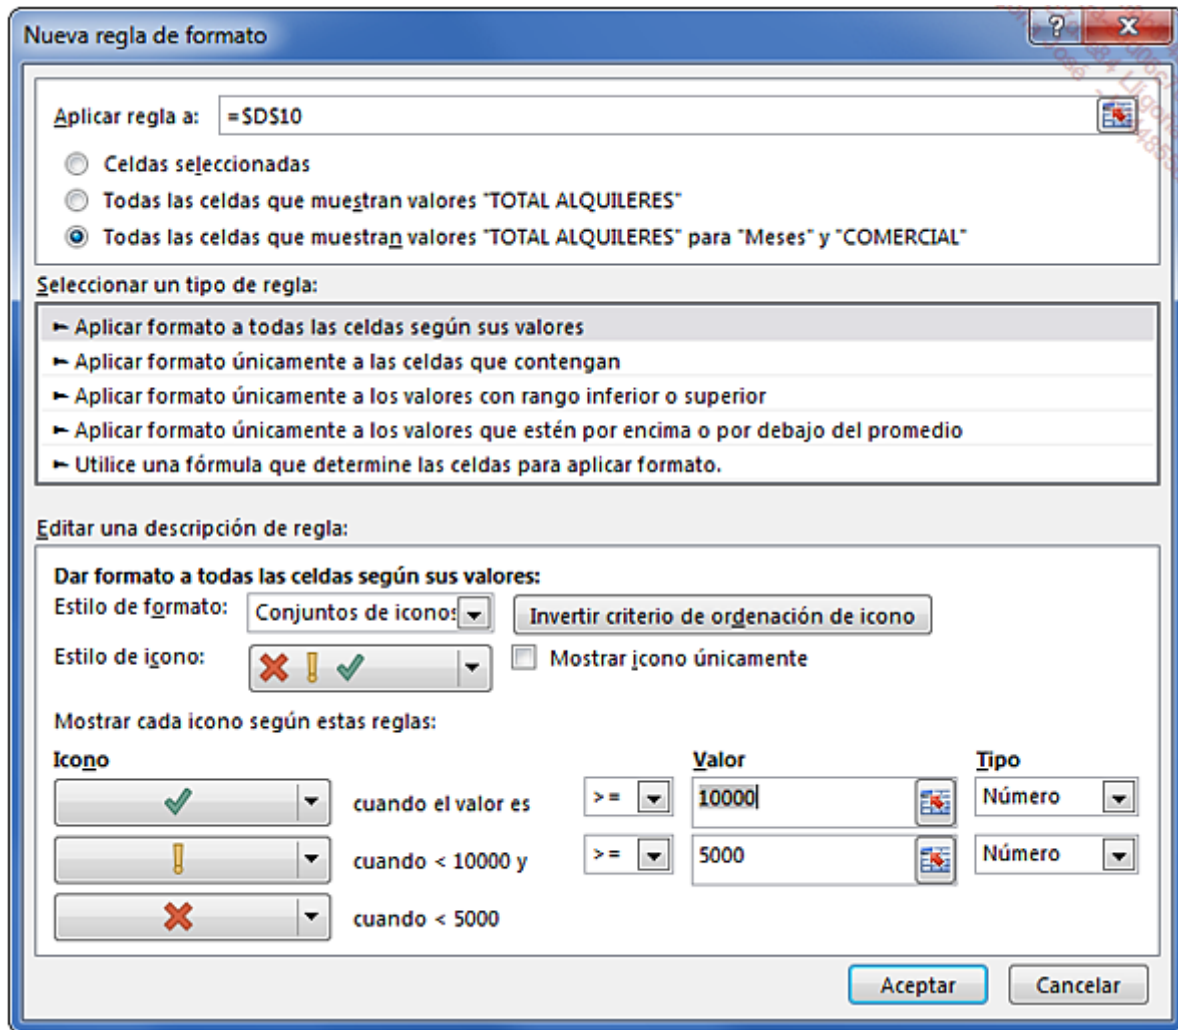 Nueva regla de formato
?
Aplicar regla a: =$D$10
Celdas seleccionadas
Todas las celdas que muestran valores "TOTAL ALQUILERES"
Todas las celdas que muestran valores "TOTAL ALQUILERES" para "Meses" y "COMERCIAL"
Seleccionar un tipo de regla:
► Aplicar formato a todas las celdas según sus valores
► Aplicar formato únicamente a las celdas que contengan
► Aplicar formato únicamente a los valores con rango inferior o superior
► Aplicar formato únicamente a los valores que estén por encima o por debajo del promedio
► Utilice una fórmula que determine las celdas para aplicar formato.
Editar una descripción de regla:
Dar formato a todas las celdas según sus valores:
Estilo de formato: Conjuntos de iconos Invertir criterio de ordenación de icono
Estilo de icono: Mostrar icono únicamente
Mostrar cada icono según estas reglas:
Icono Valor Tipo
cuando el valor es >= 10000 Número
cuando < 10000 y >= 5000 Número
cuando < 5000
Aceptar Cancelar